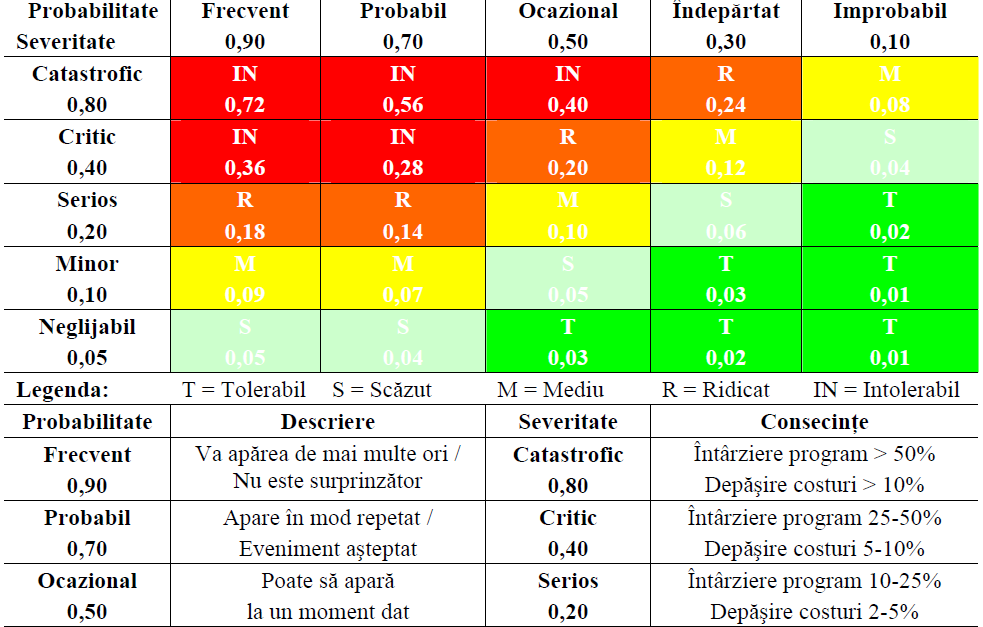 Probabilitate Frecvent Probabil Ocazional Îndepărtat Improbabil
Severitate 0,90 0,70 0,50 0,30 0,10
Catastrofic IN IN IN R M
0,80 0,72 0,56 0,40 0,24 0,08
Critic IN IN R M S
0,40 0,36 0,28 0,20 0,12 0,04
Serios R R M S T
0,20 0,18 0,14 0,10 0,06 0,02
Minor M M S T T
0,10 0,09 0,07 0,05 0,03 0,01
Neglijabil S S T T T
0,05 0,05 0,04 0,03 0,02 0,01
Legenda: T = Tolerabil S = Scăzut M = Mediu R = Ridicat IN = Intolerabil
Probabilitate Descriere Severitate Consecințe
Frecvent Va apărea de mai multe ori / Catastrofic Întârziere program > 50%
0,90 Nu este surprinzător 0,80 Depăşire costuri > 10%
Probabil Apare în mod repetat / Critic Întârziere program 25-50%
0,70 Eveniment aşteptat 0,40 Depăşire costuri 5-10%
Ocazional Poate să apară Serios Întârziere program 10-25%
0,50 la un moment dat 0,20 Depăşire costuri 2-5%